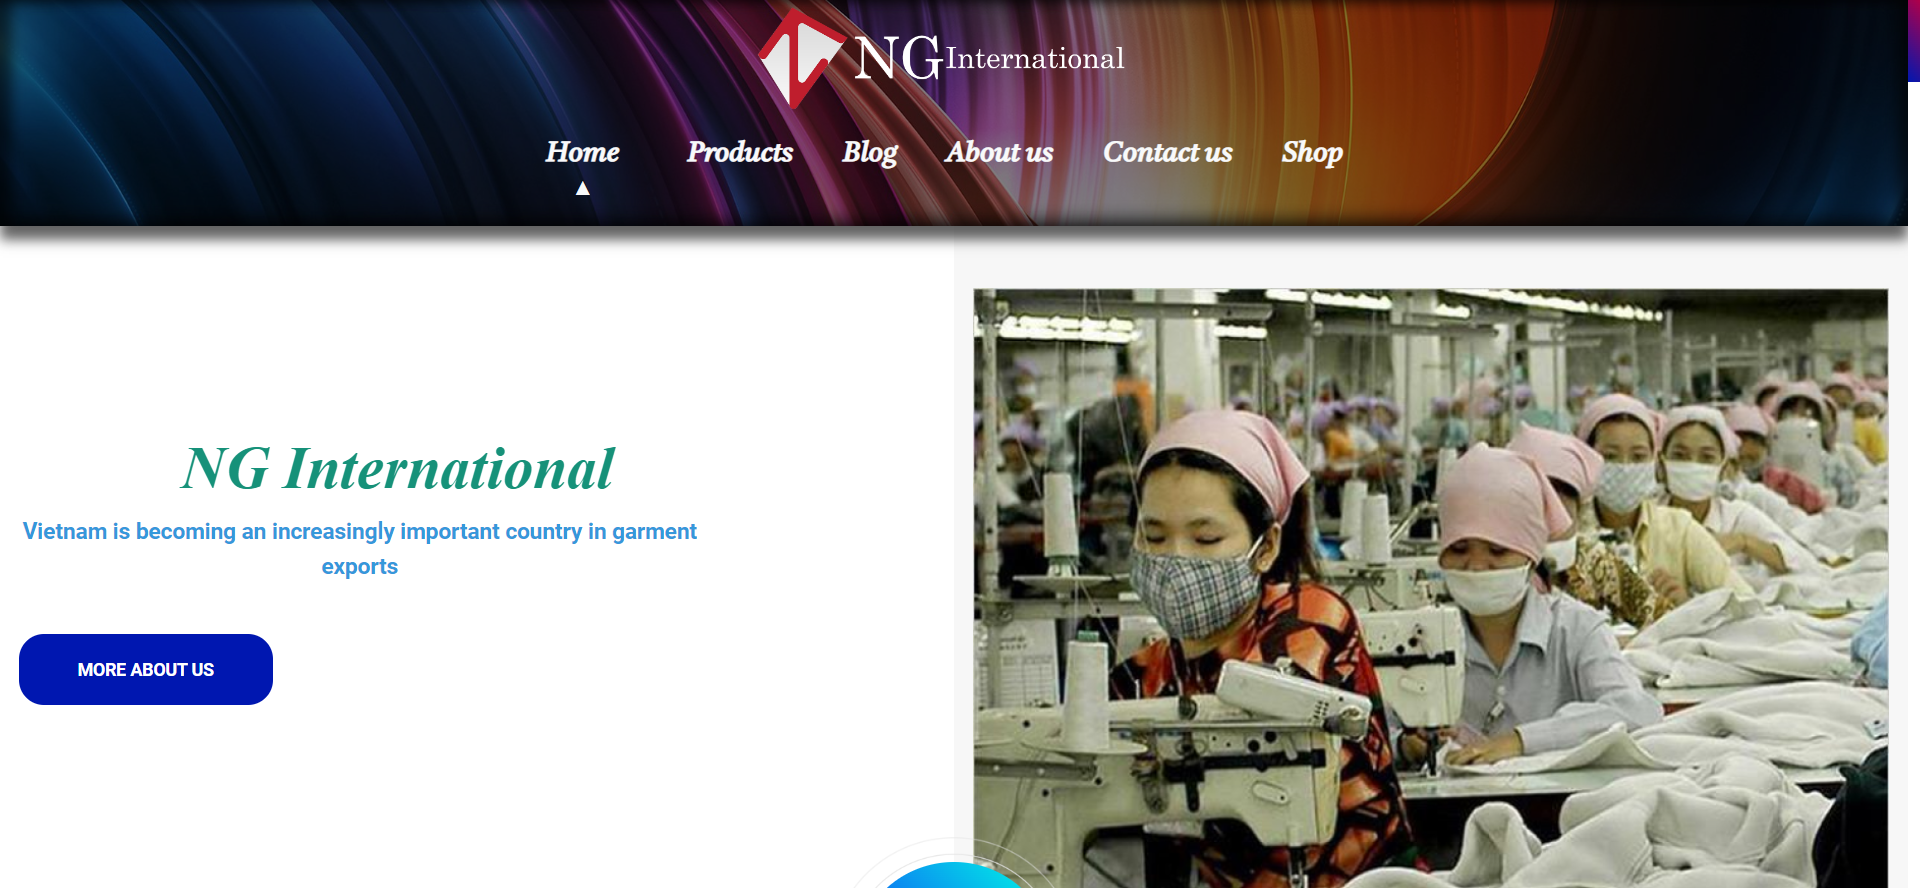 NG International
Home Products Blog About us Contact us Shop
NG International
Vietnam is becoming an increasingly important country in garment
exports
MORE ABOUT US